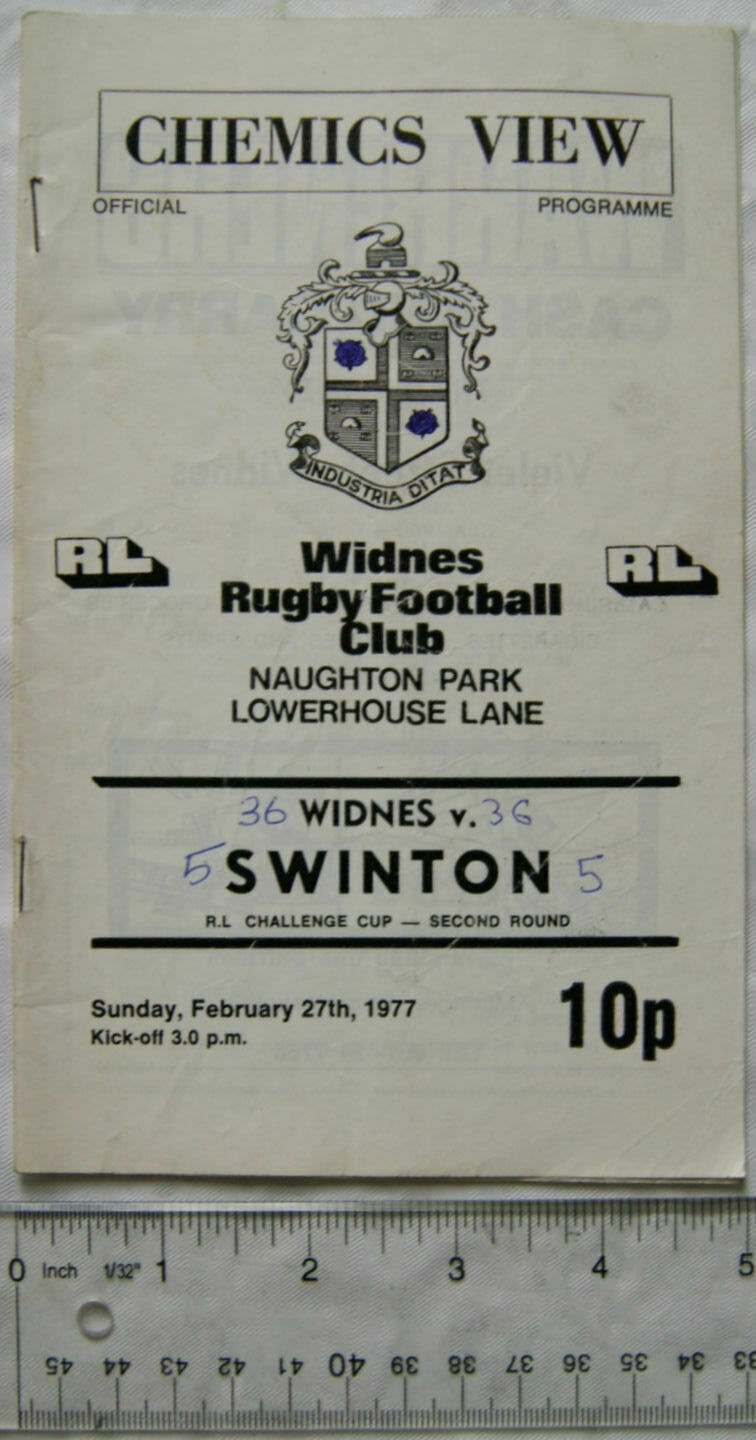 CHEMICS VIEW
OFFICIAL PROGRAMME
INDUSTRIA DITAT
RL RL
Widnes
Rugby Football
Club
NAUGHTON PARK
LOWERHOUSE LANE
36 WIDNES v. 36
5 SWINTON 5
R.L CHALLENGE CUP — SECOND ROUND
Sunday, February 27th, 1977
Kick-off 3.0 p.m.
10p
0 Inch 1/32" 1 2 3 4 5
45 44 43 42 41 40 39 38 37 36 35 34 33